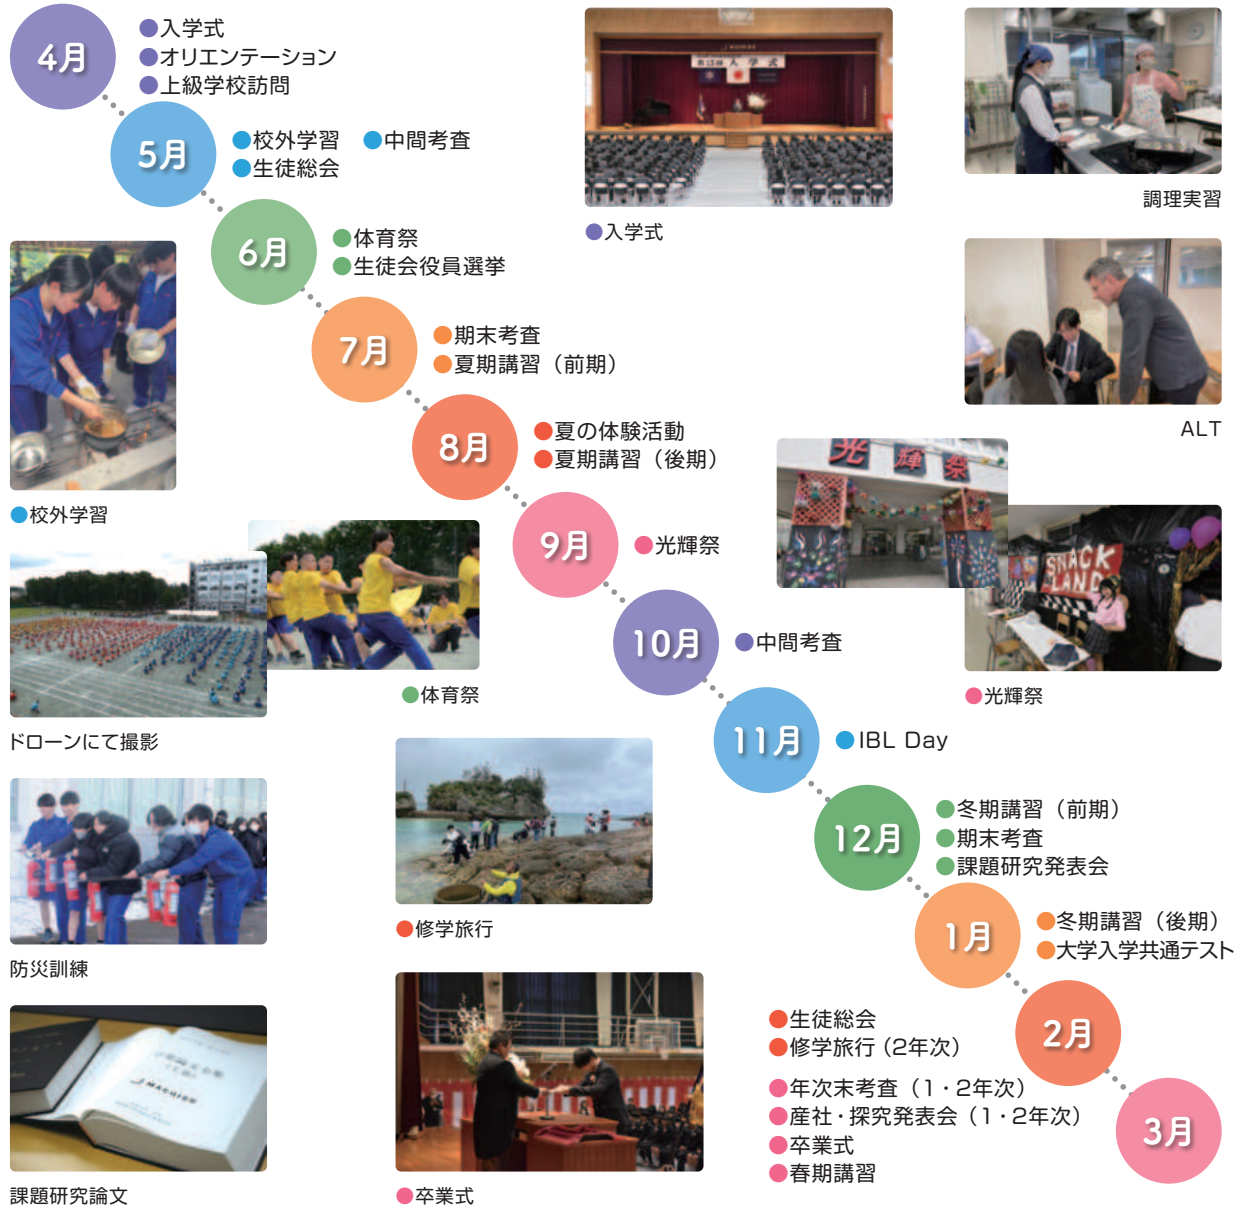 4月
●入学式
●オリエンテーション
●上級学校訪問
5月
●校外学習 ●中間考査
●生徒総会
6月
●体育祭
●生徒会役員選挙
7月
●期末考査
●夏期講習（前期）
8月
●夏の体験活動
●夏期講習（後期）
9月
●光輝祭
10月
●中間考査
11月
●IBL Day
12月
●冬期講習（前期）
●期末考査
●課題研究発表会
1月
●冬期講習（後期）
●大学入学共通テスト
2月
●生徒総会
●修学旅行（2年次）
3月
●年次末考査（1・2年次）
●産社・探究発表会（1・2年次）
●卒業式
●春期講習
入学式
●入学式
調理実習
ALT
●校外学習
●体育祭
ドローンにて撮影
光輝祭
SNACK
LAND
●光輝祭
防災訓練
●修学旅行
MACHICO
課題研究論文
●卒業式